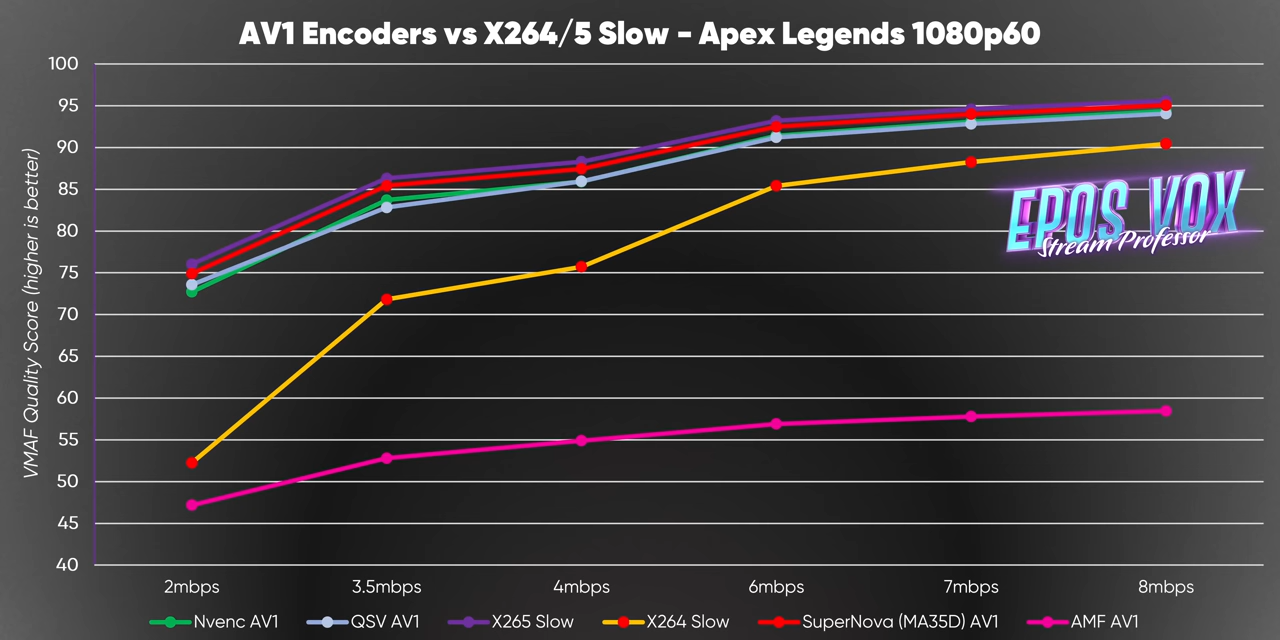 AV1 Encoders vs X264/5 Slow - Apex Legends 1080p60
VMAF Quality Score (higher is better)
100
95
90
85
80
75
70
65
60
55
50
45
40
EPOS VOX
Stream Professor
2mbps 3.5mbps 4mbps 6mbps 7mbps 8mbps
Nvenc AV1 QSV AV1 X265 Slow X264 Slow SuperNova (MA35D) AV1 AMF AV1